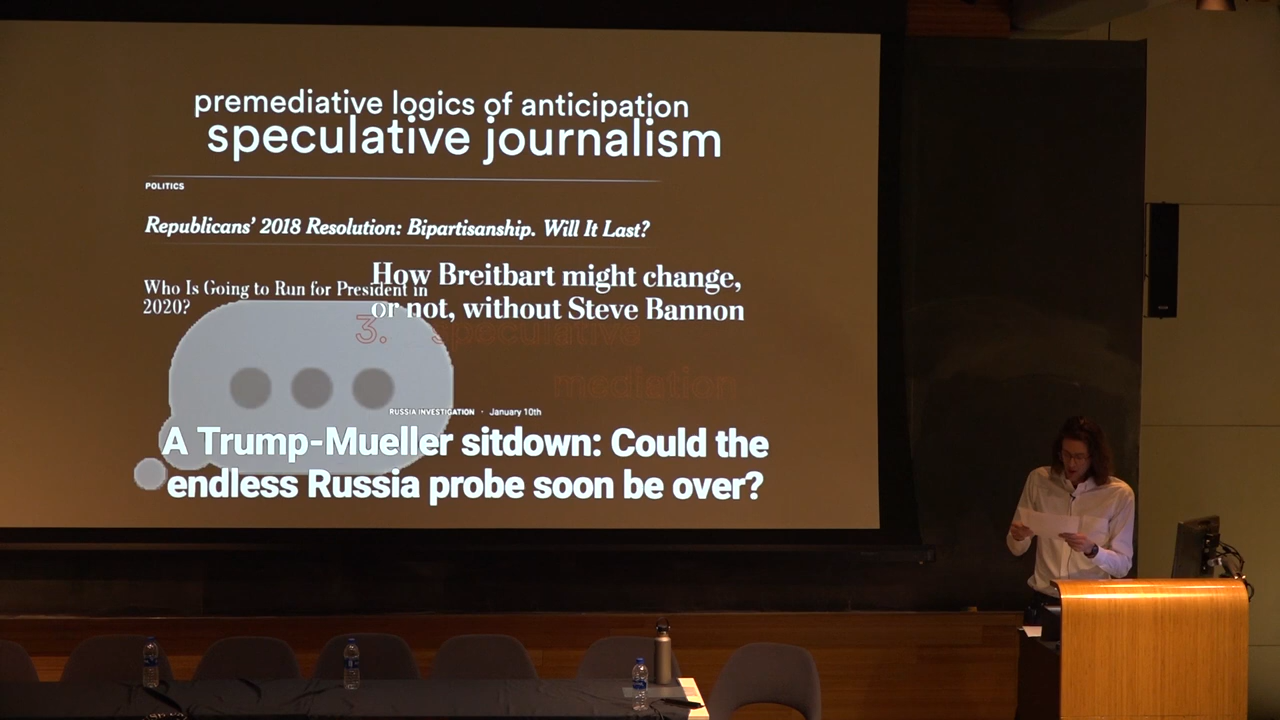 premediative logics of anticipation
speculative journalism
POLITICS
Republicans' 2018 Resolution: Bipartisanship. Will It Last?
How Breitbart might change,
or not, without Steve Bannon
Who Is Going to Run for President in
2020?
3. speculative
mediation
RUSSIA INVESTIGATION · January 10th
A Trump-Mueller sitdown: Could the
endless Russia probe soon be over?